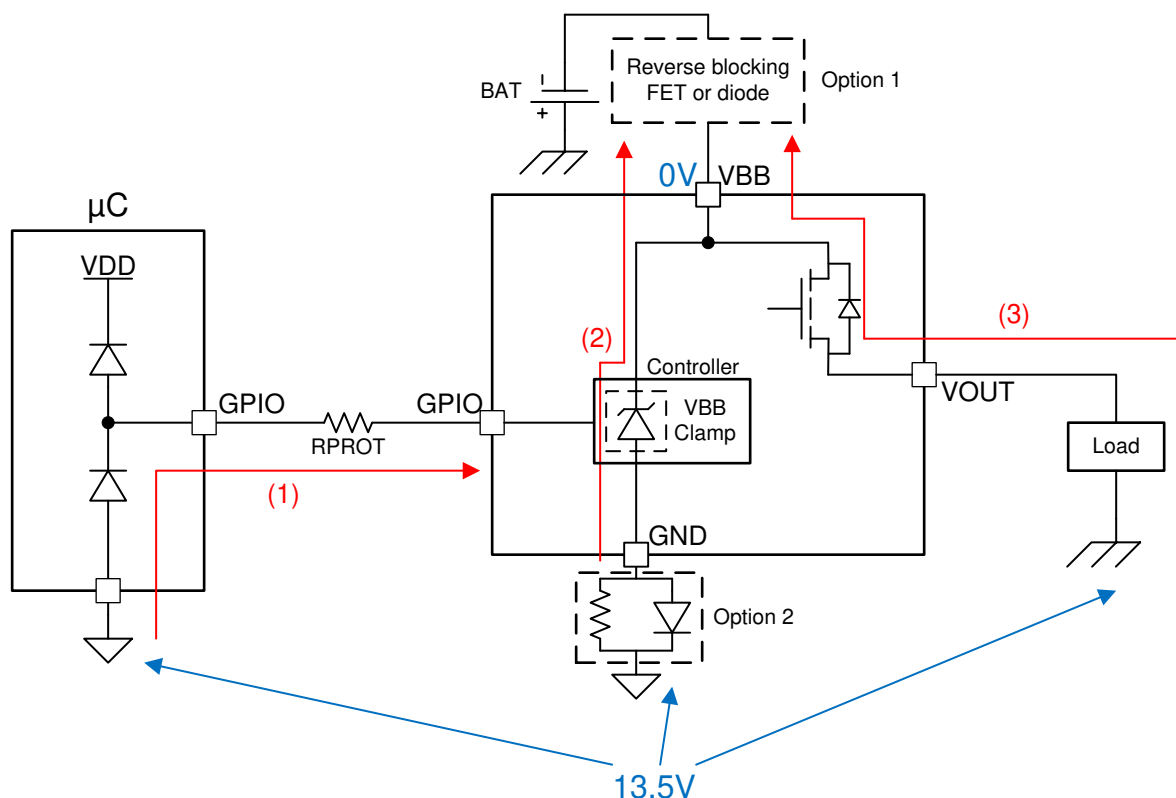 Reverse blocking
FET or diode
Option 1
BAT
-
+
0V
VBB
µC
VDD
(2)
(3)
Controller
VOUT
GPIO
GPIO
VBB
Clamp
RPROT
Load
(1)
GND
Option 2
13.5V